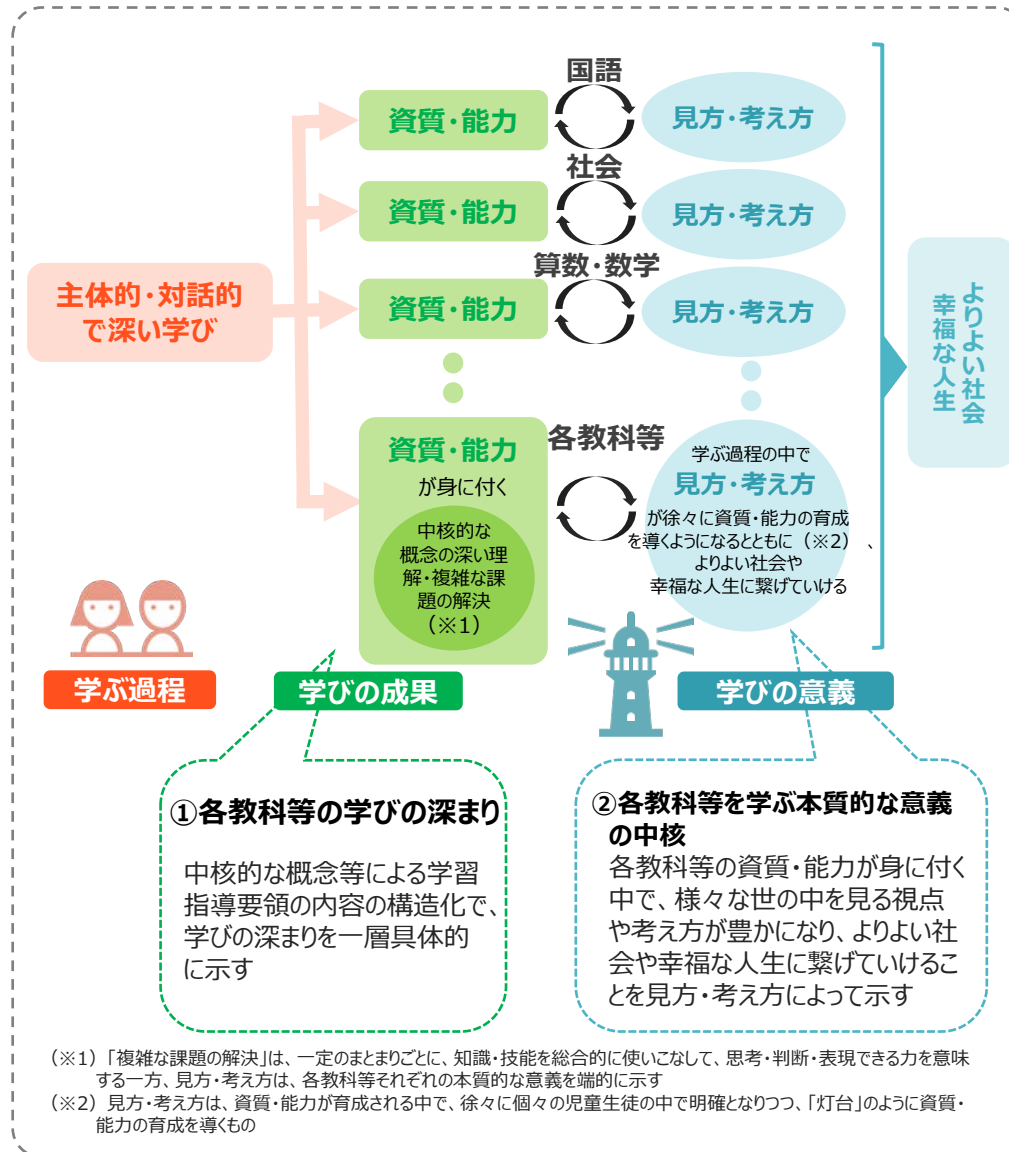 国語
資質・能力
見方・考え方
社会
資質・能力
見方・考え方
算数・数学
資質・能力
見方・考え方
主体的・対話的
で深い学び
よりよい社会
幸福な人生
各教科等
資質・能力
が身に付く
中核的な
概念の深い理
解・複雑な課
題の解決
（※1）
学ぶ過程の中で
見方・考え方
が徐々に資質・能力の育成
を導くようになるとともに（※2）、
よりよい社会や
幸福な人生に繋げていける
学ぶ過程
学びの成果
学びの意義
①各教科等の学びの深まり
中核的な概念等による学習
指導要領の内容の構造化で、
学びの深まりを一層具体的
に示す
②各教科等を学ぶ本質的な意義
の中核
各教科等の資質・能力が身に付く
中で、様々な世の中を見る視点
や考え方が豊かになり、よりよい社
会や幸福な人生に繋げていけるこ
とを見方・考え方によって示す
（※1）「複雑な課題の解決」は、一定のまとまりごとに、知識・技能を総合的に使いこなして、思考・判断・表現できる力を意味
する一方、見方・考え方は、各教科等それぞれの本質的な意義を端的に示す
（※2）見方・考え方は、資質・能力が育成される中で、徐々に個々の児童生徒の中で明確となりつつ、「灯台」のように資質・
能力の育成を導くもの